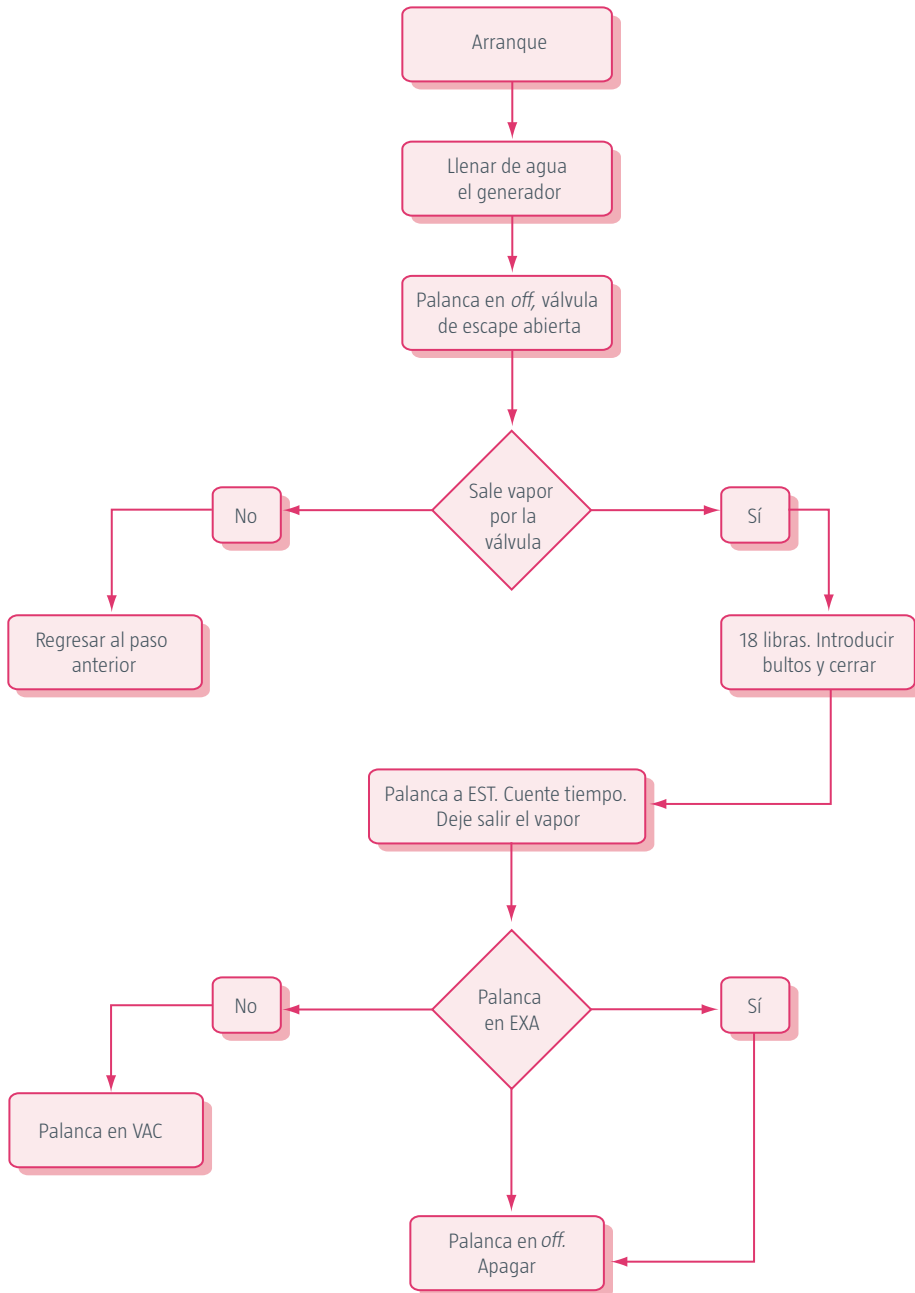 Arranque
Llenar de agua
el generador
Palanca en off, válvula
de escape abierta
Sale vapor
por la
válvula
No
Sí
Regresar al paso
anterior
18 libras. Introducir
bultos y cerrar
Palanca a EST. Cuente tiempo.
Deje salir el vapor
Palanca
en EXA
No
Sí
Palanca en VAC
Palanca en off.
Apagar